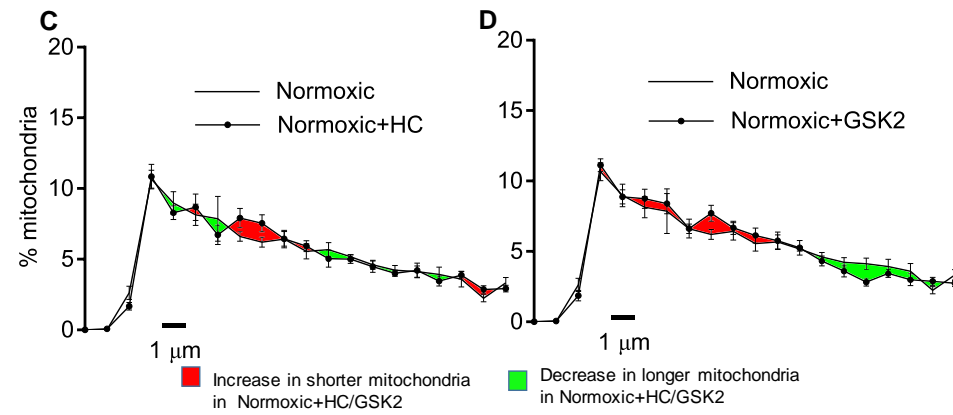 C
20
15
10
5
0
% mitochondria
Normoxic
Normoxic+HC
1 μm
D
20
15
10
5
0
Normoxic
Normoxic+GSK2
1 μm
Increase in shorter mitochondria
in Normoxic+HC/GSK2
Decrease in longer mitochondria
in Normoxic+HC/GSK2